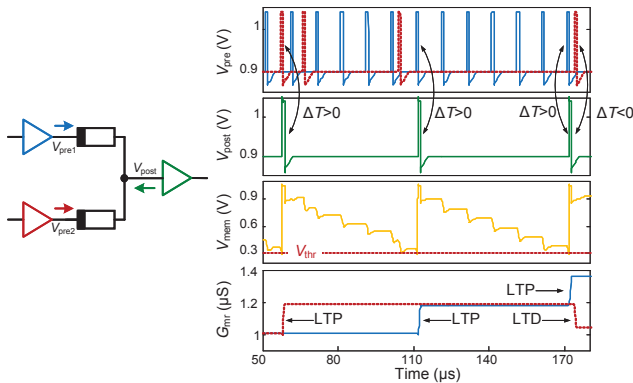 V_pre1
V_post
V_pre2
V_pre (V)
1
0.9
ΔT>0
ΔT>0
ΔT>0
ΔT<0
V_post (V)
1
0.9
V_mem (V)
0.9
0.6
0.3
V_thr
G_mr (µS)
1.4
1.2
1
LTP
LTP
LTP
LTD
50
80
110
140
170
Time (µs)